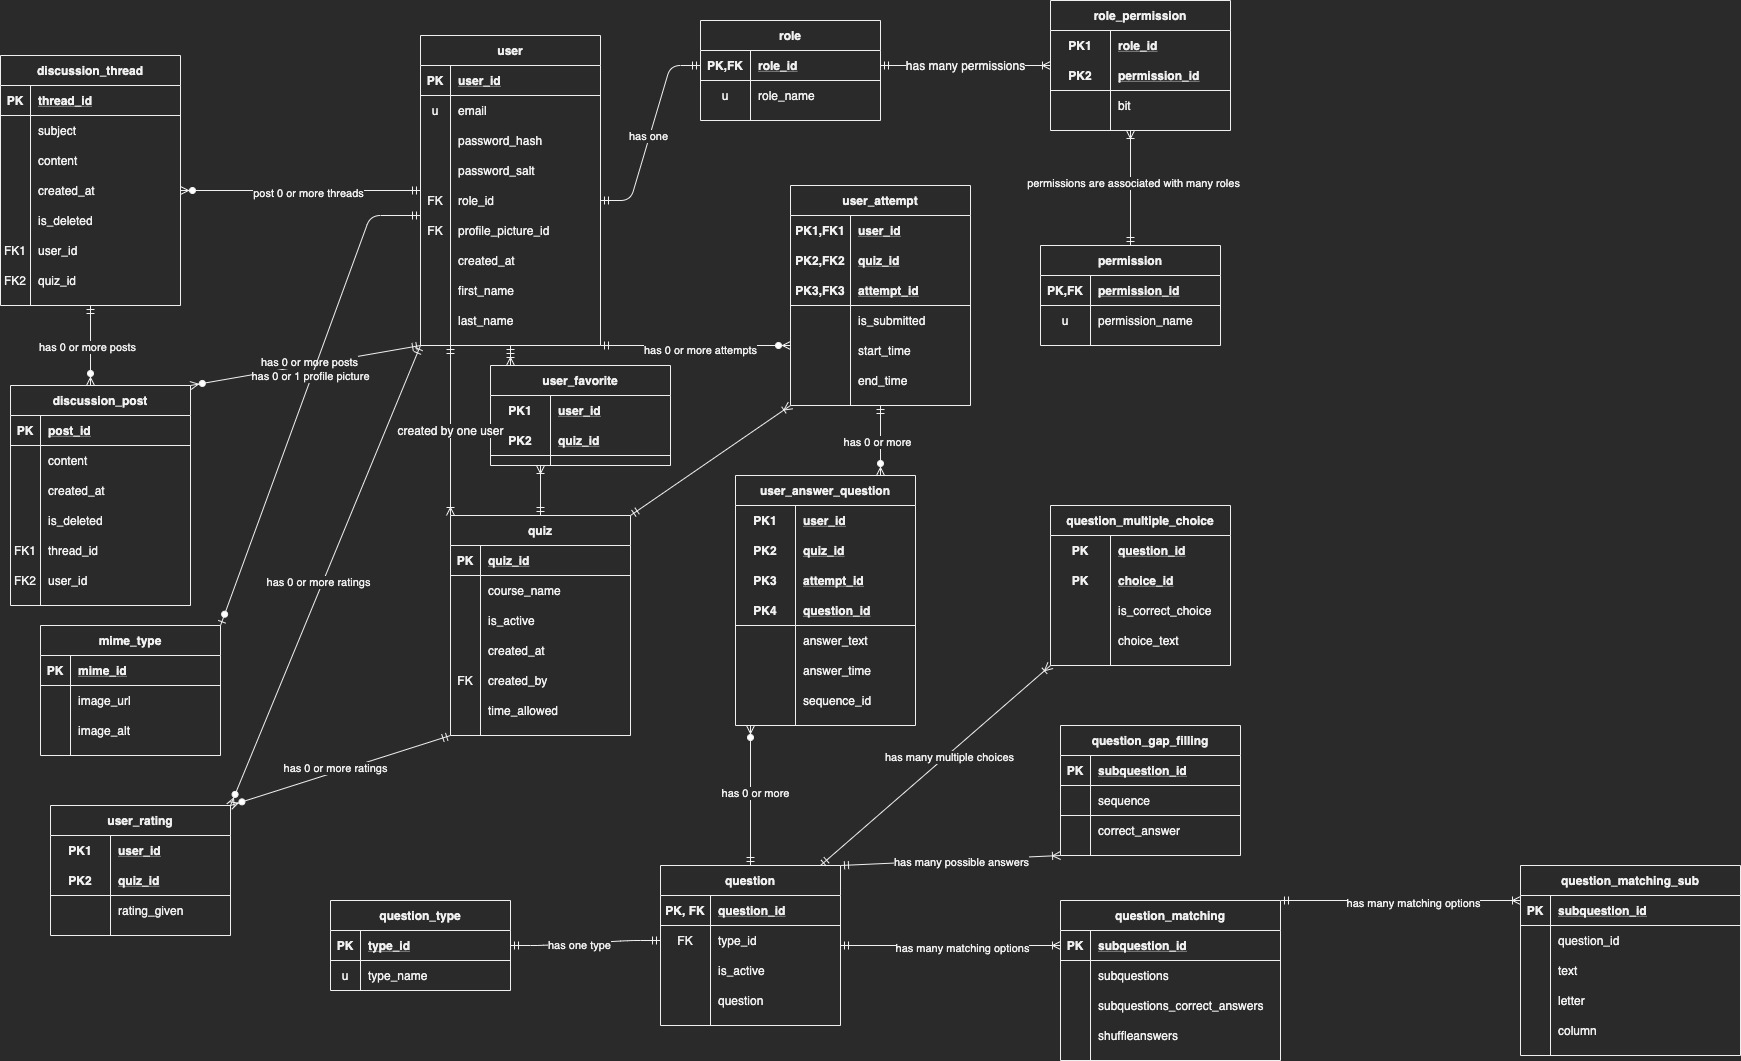 role_permission
PK1 role_id
PK2 permission_id
bit
role
PK,FK role_id
u role_name
has many permissions
user
PK user_id
u email
password_hash
password_salt
FK role_id
FK profile_picture_id
created_at
first_name
last_name
discussion_thread
PK thread_id
subject
content
created_at
is_deleted
FK1 user_id
FK2 quiz_id
has one
post 0 or more threads
permissions are associated with many roles
user_attempt
PK1,FK1 user_id
PK2,FK2 quiz_id
PK3,FK3 attempt_id
is_submitted
start_time
end_time
permission
PK,FK permission_id
u permission_name
has 0 or more posts
has 0 or more posts
has 0 or 1 profile picture
has 0 or more attempts
user_favorite
PK1 user_id
PK2 quiz_id
created by one user
discussion_post
PK post_id
content
created_at
is_deleted
FK1 thread_id
FK2 user_id
has 0 or more
user_answer_question
PK1 user_id
PK2 quiz_id
PK3 attempt_id
PK4 question_id
answer_text
answer_time
sequence_id
question_multiple_choice
PK question_id
PK choice_id
is_correct_choice
choice_text
quiz
PK quiz_id
course_name
is_active
created_at
FK created_by
time_allowed
has 0 or more ratings
mime_type
PK mime_id
image_url
image_alt
has 0 or more ratings
has many multiple choices
question_gap_filling
PK subquestion_id
sequence
correct_answer
has 0 or more
user_rating
PK1 user_id
PK2 quiz_id
rating_given
has many possible answers
question
PK, FK question_id
FK type_id
is_active
question
question_type
PK type_id
u type_name
has one type
has many matching options
question_matching
PK subquestion_id
subquestions
subquestions_correct_answers
shuffleanswers
has many matching options
question_matching_sub
PK subquestion_id
question_id
text
letter
column